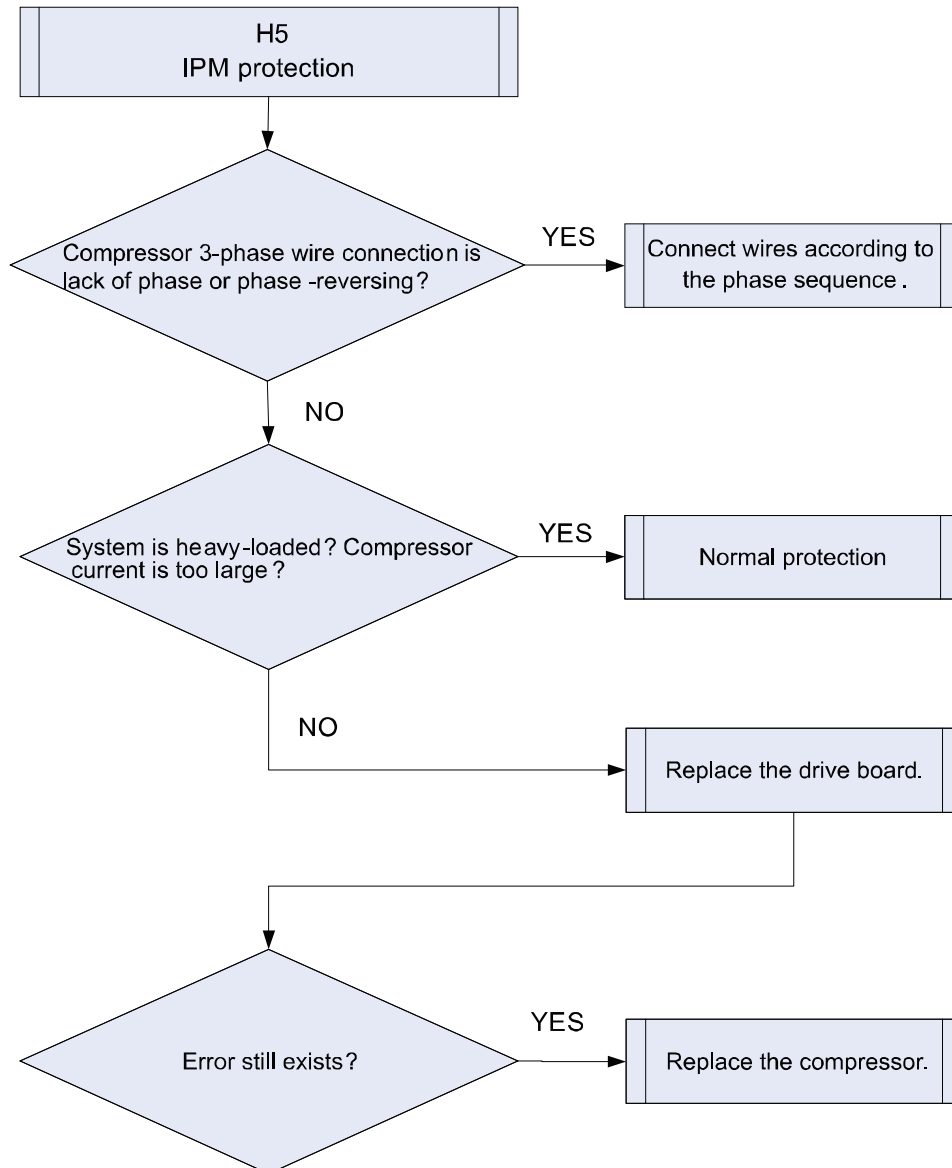 H5
IPM protection
Compressor 3-phase wire connection is
lack of phase or phase -reversing?
YES
Connect wires according to
the phase sequence.
NO
System is heavy-loaded? Compressor
current is too large?
YES
Normal protection
NO
Replace the drive board.
Error still exists?
YES
Replace the compressor.